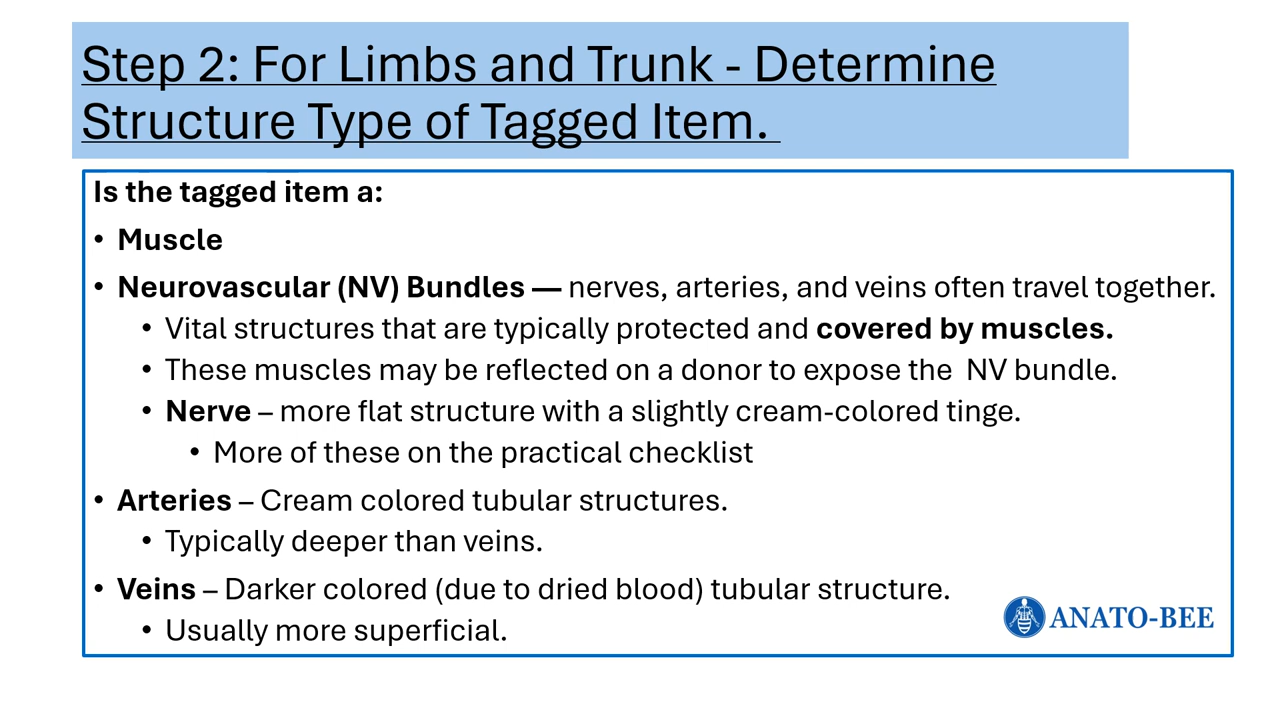 Step 2: For Limbs and Trunk - Determine
Structure Type of Tagged Item.
Is the tagged item a:
• Muscle
• Neurovascular (NV) Bundles — nerves, arteries, and veins often travel together.
• Vital structures that are typically protected and covered by muscles.
• These muscles may be reflected on a donor to expose the  NV bundle.
• Nerve – more flat structure with a slightly cream-colored tinge.
• More of these on the practical checklist
• Arteries – Cream colored tubular structures.
• Typically deeper than veins.
• Veins – Darker colored (due to dried blood) tubular structure.
• Usually more superficial.
ANATO-BEE